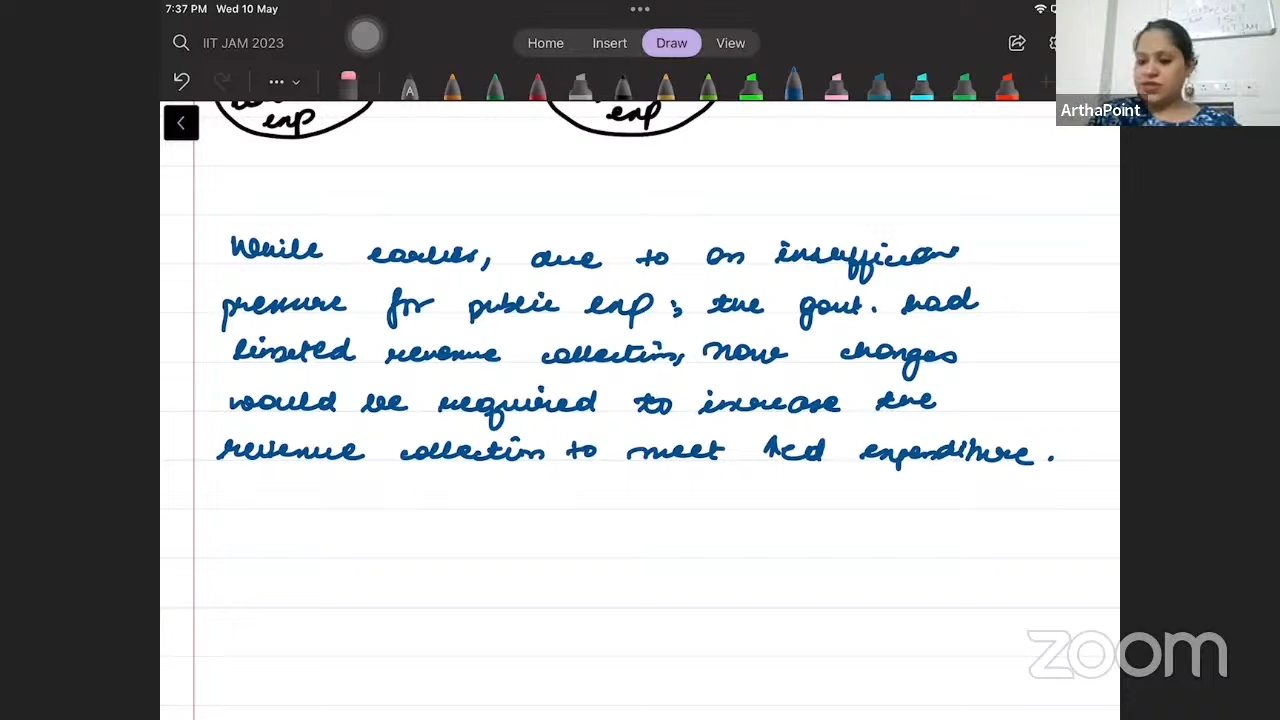 7:37 PM Wed 10 May
IIT JAM 2023
Home Insert Draw View
ArthaPoint
exp exp
While earlier, due to an insufficient
pressure for public exp; the govt. had
limited revenue collection, now changes
would be required to increase the
revenue collection to meet ↑ed expenditure.
zoom